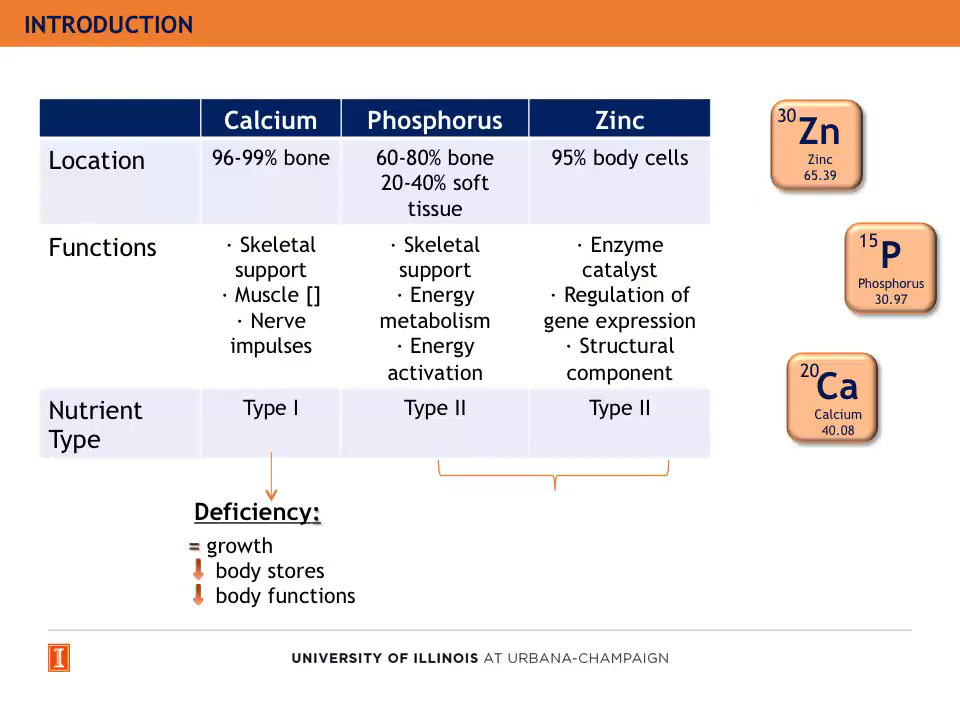 INTRODUCTION
Calcium Phosphorus Zinc
Location 96-99% bone 60-80% bone 95% body cells
20-40% soft
tissue
Functions · Skeletal · Skeletal · Enzyme
support support catalyst
· Muscle [] · Energy · Regulation of
· Nerve metabolism gene expression
impulses · Energy · Structural
activation component
Nutrient Type I Type II Type II
Type
30
Zn
Zinc
65.39
15
P
Phosphorus
30.97
20
Ca
Calcium
40.08
Deficiency:
= growth
body stores
body functions
I
UNIVERSITY OF ILLINOIS AT URBANA-CHAMPAIGN